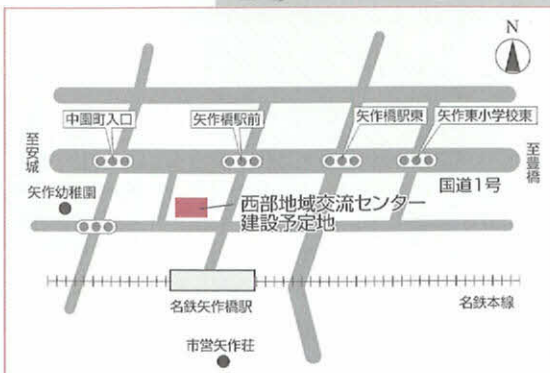 N
中園町入口
矢作橋駅前
矢作橋駅東
矢作東小学校東
至安城
至豊橋
国道1号
矢作幼稚園
西部地域交流センター
建設予定地
名鉄矢作橋駅
名鉄本線
市営矢作荘